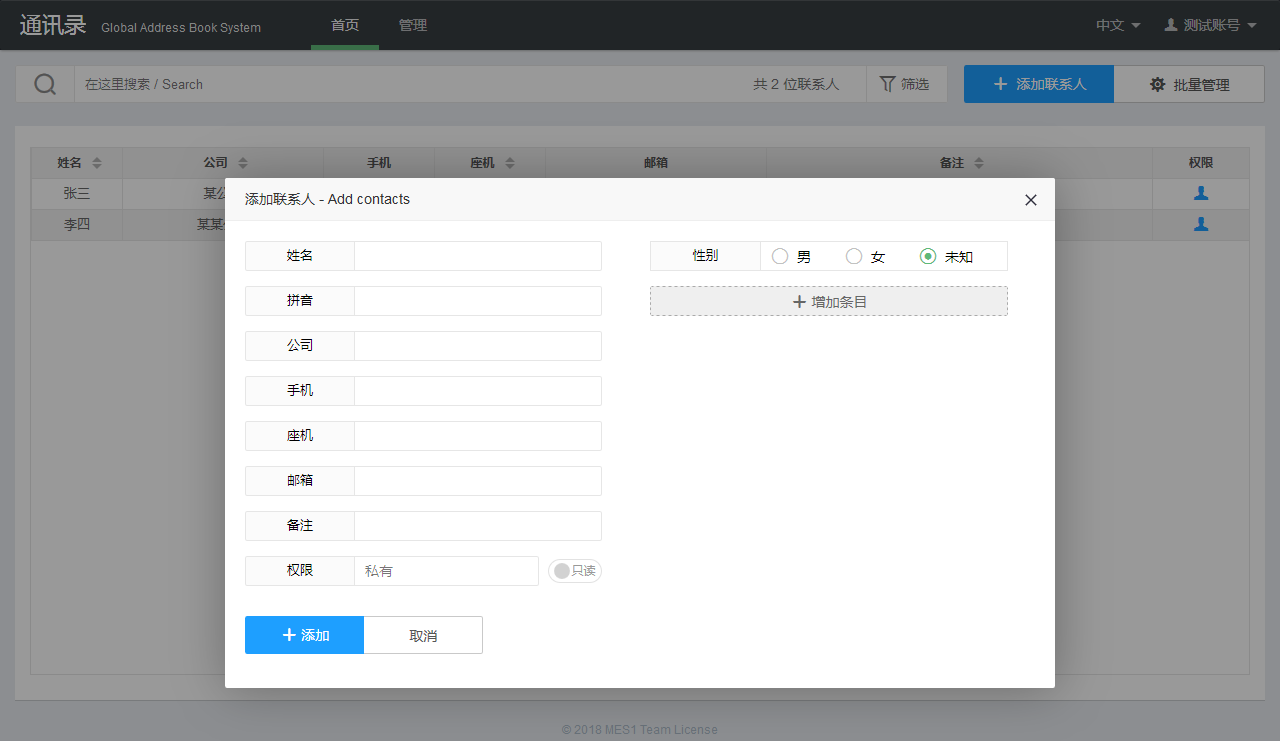 通讯录 Global Address Book System 首页 管理 中文 测试账号
在这里搜索 / Search 共 2 位联系人 筛选 添加联系人 批量管理
姓名 公司 手机 座机 邮箱 备注 权限
张三 某公
李四 某某
添加联系人 - Add contacts
姓名 性别 男 女 未知
拼音 增加条目
公司
手机
座机
邮箱
备注
权限 私有 只读
添加 取消
© 2018 MES1 Team License